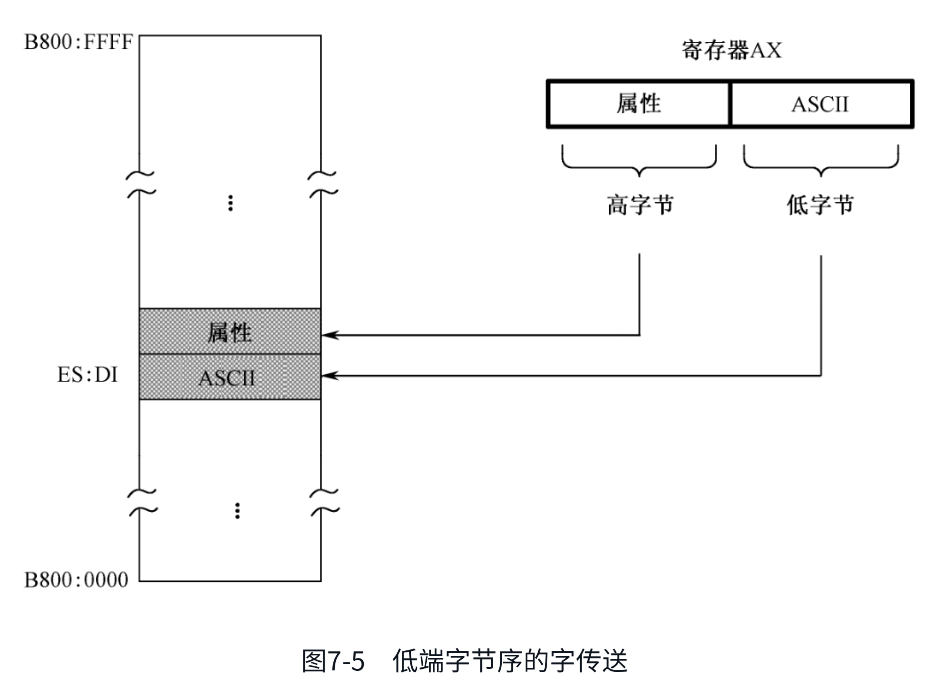 B800:FFFF
寄存器AX
属性
ASCII
高字节
低字节
属性
ES:DI
ASCII
B800:0000
图7-5 低端字节序的字传送